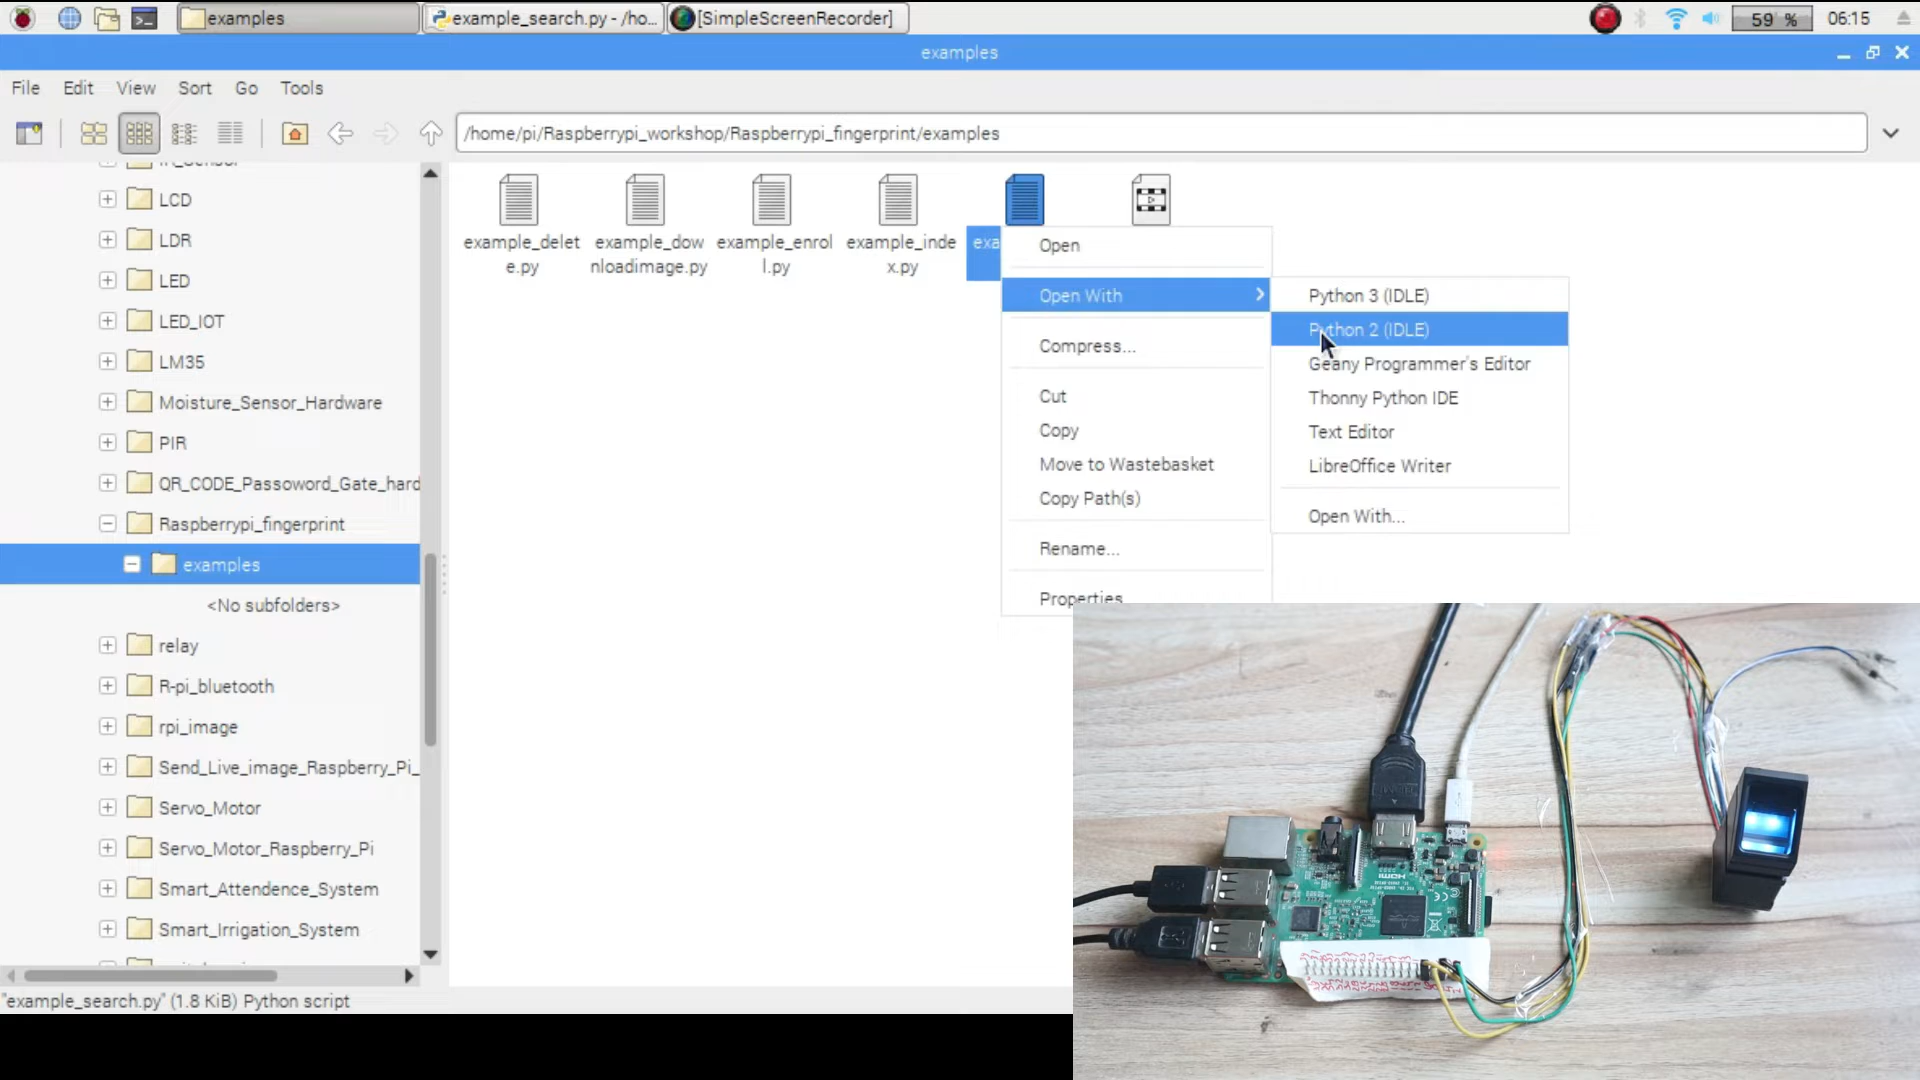 examples
example_search.py - /ho...
[SimpleScreenRecorder]
59 %
06:15
examples
File Edit View Sort Go Tools
/home/pi/Raspberrypi_workshop/Raspberrypi_fingerprint/examples
LCD
LDR
LED
LED_IOT
LM35
Moisture_Sensor_Hardware
PIR
QR_CODE_Passoword_Gate_hard
Raspberrypi_fingerprint
examples
<No subfolders>
relay
R-pi_bluetooth
rpi_image
Send_Live_image_Raspberry_Pi_
Servo_Motor
Servo_Motor_Raspberry_Pi
Smart_Attendence_System
Smart_Irrigation_System
example_delet
e.py
example_dow
nloadimage.py
example_enrol
l.py
example_inde
x.py
exa
Open
Open With
Compress...
Cut
Copy
Move to Wastebasket
Copy Path(s)
Rename...
Properties
Python 3 (IDLE)
Python 2 (IDLE)
Geany Programmer's Editor
Thonny Python IDE
Text Editor
LibreOffice Writer
Open With...
"example_search.py" (1.8 KiB) Python script
HDMI